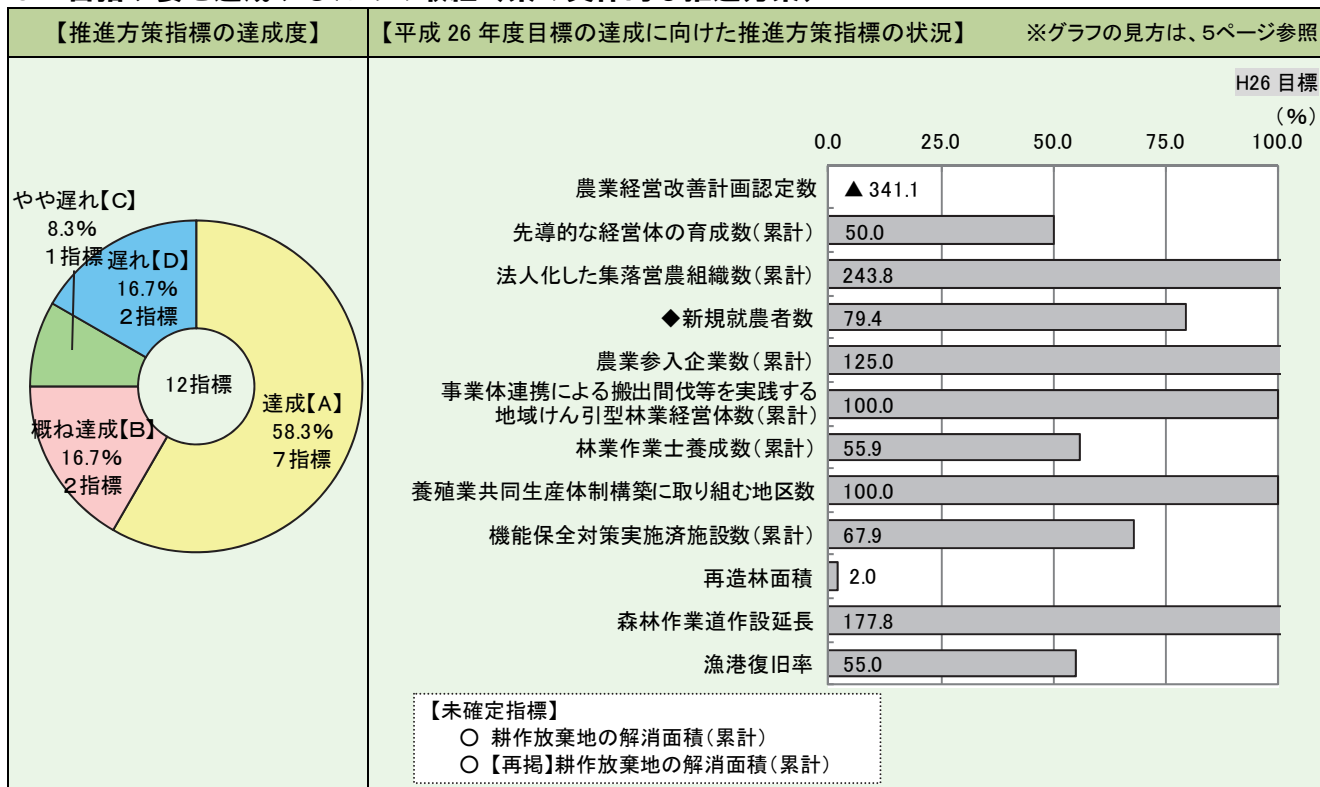 【推進方策指標の達成度】
【平成 26 年度目標の達成に向けた推進方策指標の状況】 ※グラフの見方は、5ページ参照
やや遅れ【C】
8.3%
1指標
遅れ【D】
16.7%
2指標
12指標
達成【A】
58.3%
7指標
概ね達成【B】
16.7%
2指標
H26 目標
(%)
0.0 25.0 50.0 75.0 100.0
農業経営改善計画認定数 ▲ 341.1
先導的な経営体の育成数(累計) 50.0
法人化した集落営農組織数(累計) 243.8
◆新規就農者数 79.4
農業参入企業数(累計) 125.0
事業体連携による搬出間伐等を実践する
地域けん引型林業経営体数(累計) 100.0
林業作業士養成数(累計) 55.9
養殖業共同生産体制構築に取り組む地区数 100.0
機能保全対策実施済施設数(累計) 67.9
再造林面積 2.0
森林作業道作設延長 177.8
漁港復旧率 55.0
【未確定指標】
○ 耕作放棄地の解消面積(累計)
○ 【再掲】耕作放棄地の解消面積(累計)